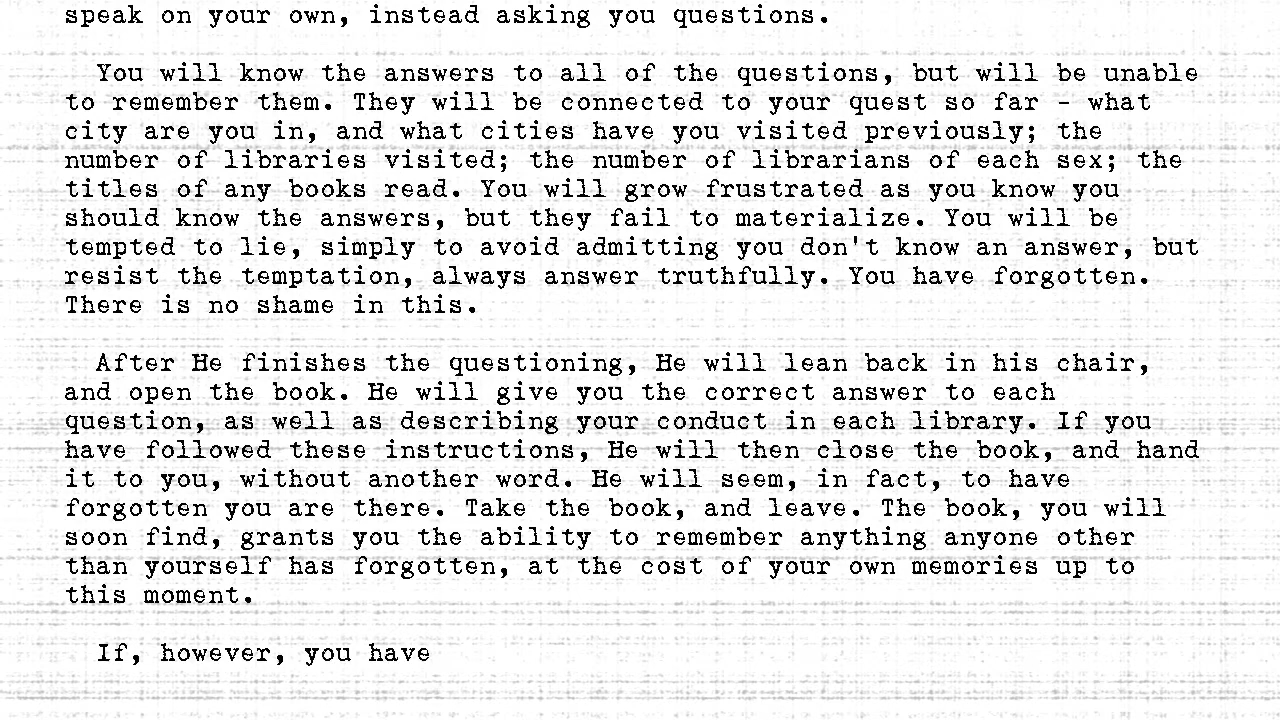 speak on your own, instead asking you questions.
You will know the answers to all of the questions, but will be unable
to remember them. They will be connected to your quest so far - what
city are you in, and what cities have you visited previously; the
number of libraries visited; the number of librarians of each sex; the
titles of any books read. You will grow frustrated as you know you
should know the answers, but they fail to materialize. You will be
tempted to lie, simply to avoid admitting you don't know an answer, but
resist the temptation, always answer truthfully. You have forgotten.
There is no shame in this.
After He finishes the questioning, He will lean back in his chair,
and open the book. He will give you the correct answer to each
question, as well as describing your conduct in each library. If you
have followed these instructions, He will then close the book, and hand
it to you, without another word. He will seem, in fact, to have
forgotten you are there. Take the book, and leave. The book, you will
soon find, grants you the ability to remember anything anyone other
than yourself has forgotten, at the cost of your own memories up to
this moment.
If, however, you have